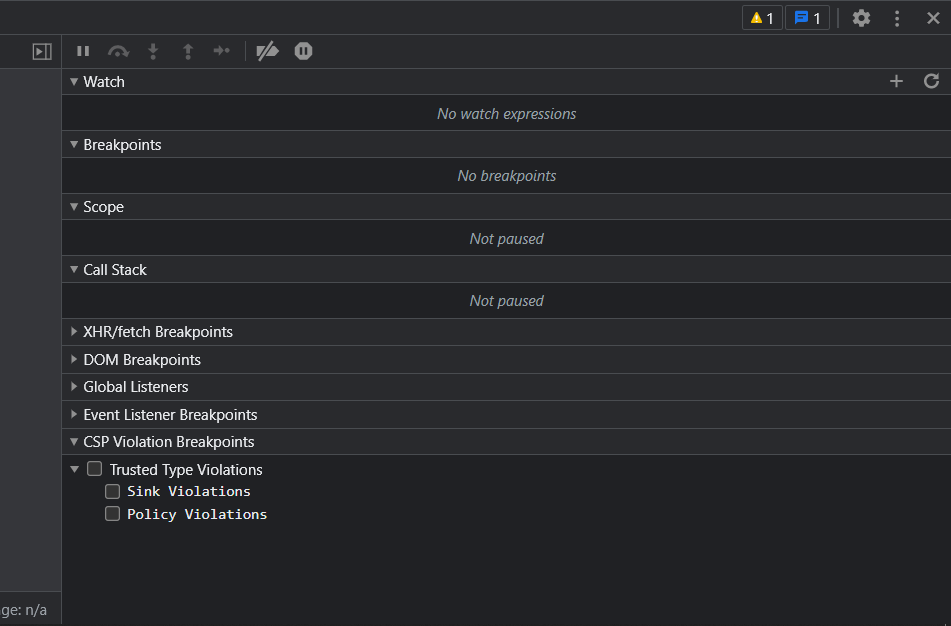 1 1
Watch
No watch expressions
Breakpoints
No breakpoints
Scope
Not paused
Call Stack
Not paused
XHR/fetch Breakpoints
DOM Breakpoints
Global Listeners
Event Listener Breakpoints
CSP Violation Breakpoints
Trusted Type Violations
Sink Violations
Policy Violations
ge: n/a